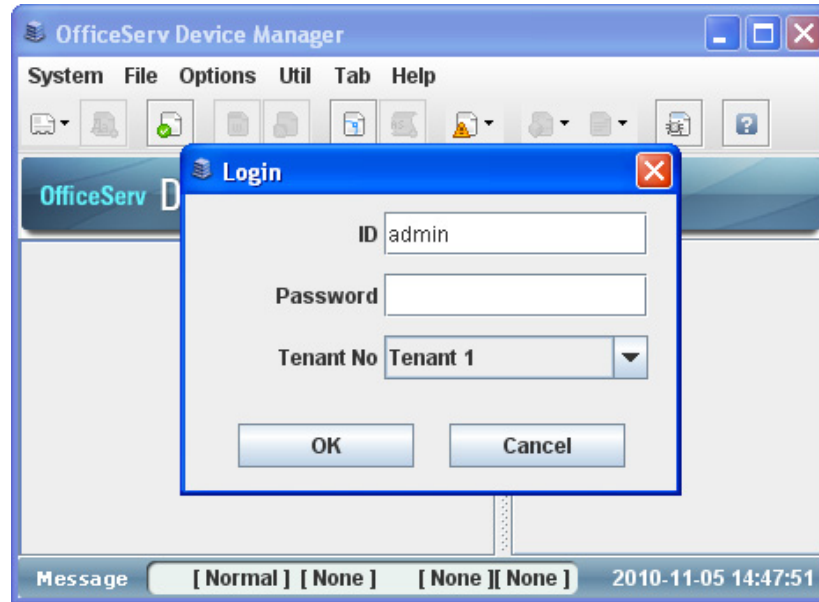 OfficeServ Device Manager
System File Options Util Tab Help
OfficeServ D
Login
ID admin
Password
Tenant No Tenant 1
OK Cancel
Message [ Normal ] [ None ] [ None ][ None ] 2010-11-05 14:47:51